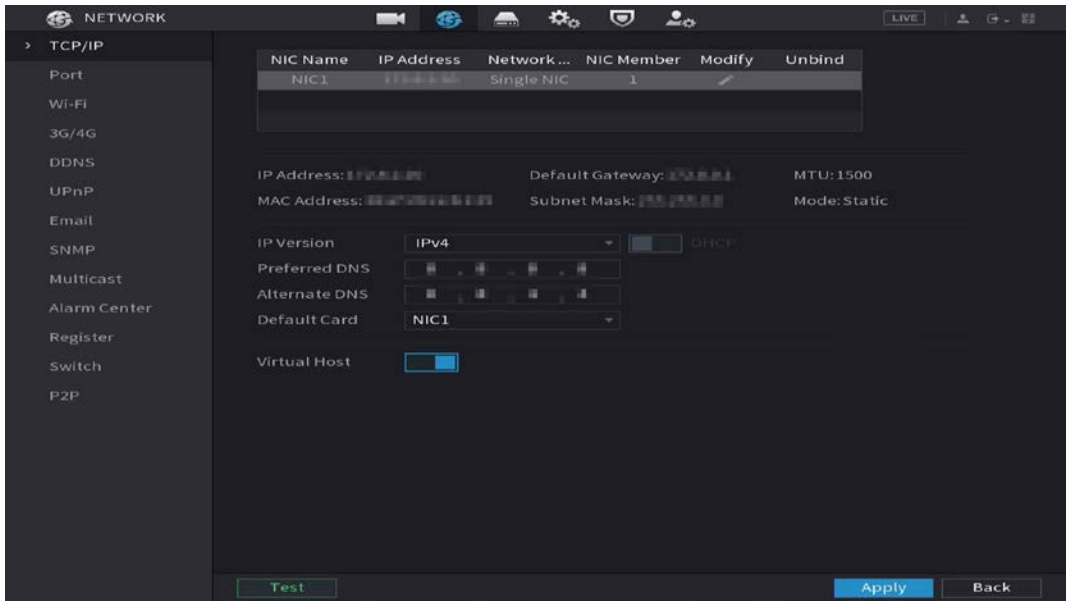 NETWORK
LIVE
TCP/IP
Port
Wi-Fi
3G/4G
DDNS
UPnP
Email
SNMP
Multicast
Alarm Center
Register
Switch
P2P
NIC Name IP Address Network... NIC Member Modify Unbind
NIC1 Single NIC 1
IP Address: Default Gateway: MTU:1500
MAC Address: Subnet Mask: Mode:Static
IP Version IPv4 DHCP
Preferred DNS
Alternate DNS
Default Card NIC1
Virtual Host
Test Apply Back